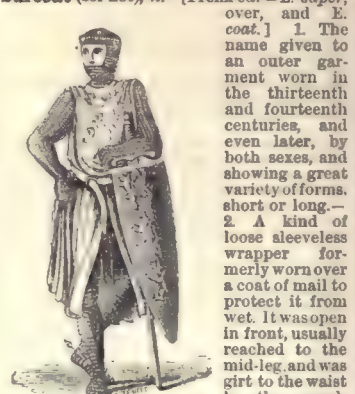 over, and E.
coat.] 1. The
name given to
an outer gar-
ment worn in
the thirteenth
and fourteenth
centuries, and
even later, by
both sexes, and
showing a great
variety of forms,
short or long.—
2. A kind of
loose sleeveless
wrapper for-
merly worn over
a coat of mail to
protect it from
wet. It was open
in front, usually
reached to the
mid-leg, and was
girt to the waist